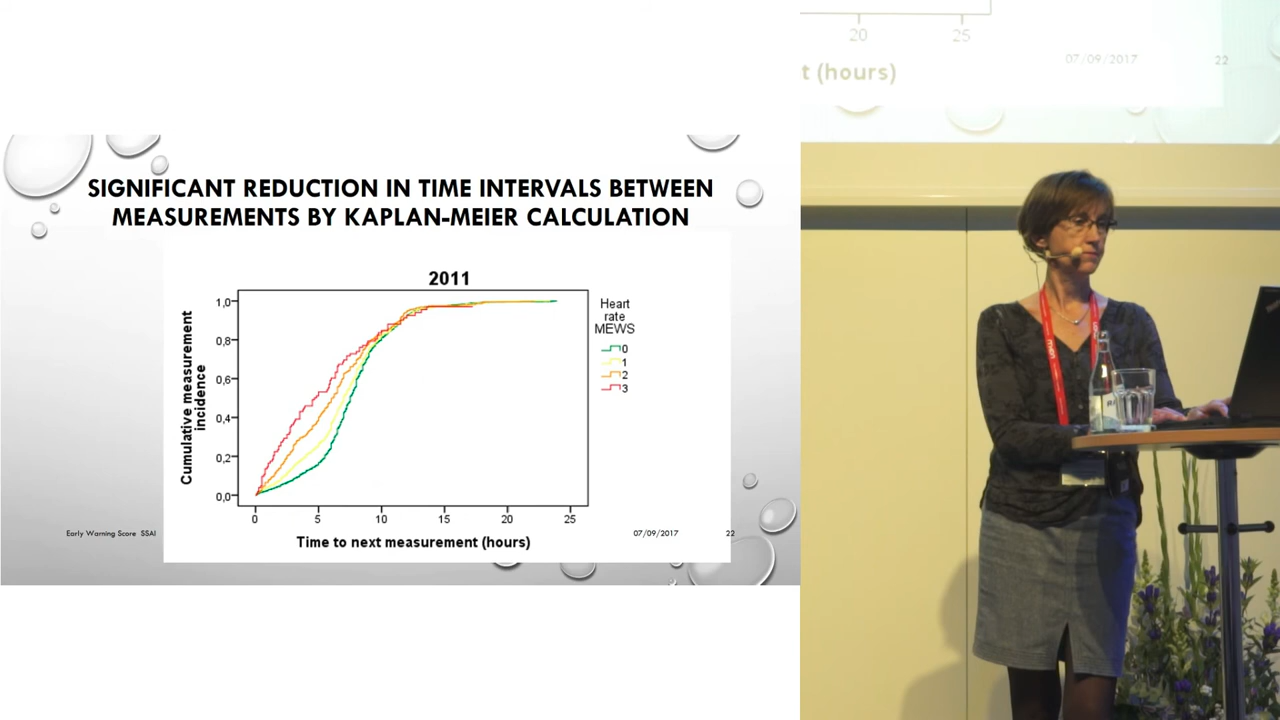 SIGNIFICANT REDUCTION IN TIME INTERVALS BETWEEN
MEASUREMENTS BY KAPLAN-MEIER CALCULATION
2011
Cumulative measurement
incidence
1,0
0,8
0,6
0,4
0,2
0,0
0 5 10 15 20 25
Time to next measurement (hours)
Heart
rate
MEWS
0
1
2
3
Early Warning Score SSAI
07/09/2017
22
20 25
t (hours)
07/09/2017
22